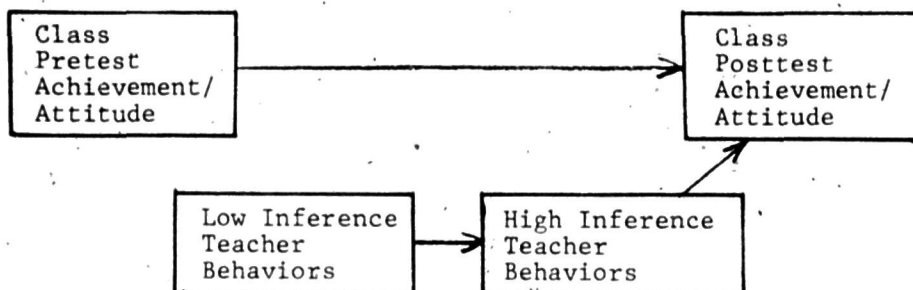 Class
Pretest
Achievement/
Attitude
Class
Posttest
Achievement/
Attitude
Low Inference
Teacher
Behaviors
High Inference
Teacher
Behaviors